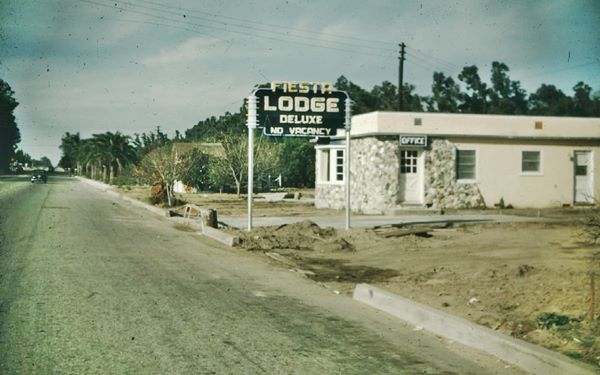 FIESTA
LODGE
DELUXE
NO VACANCY
OFFICE